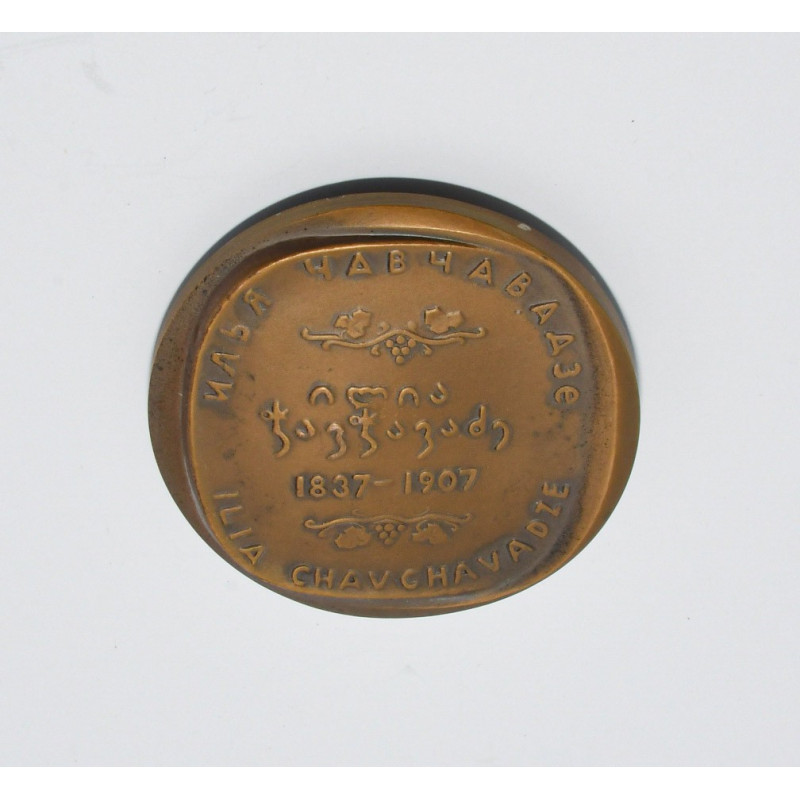 ИЛЬЯ ЧАВЧАВАДЗЕ
ილია
ჭავჭავაძე
1837-1907
ILIA CHAVCHAVADZE